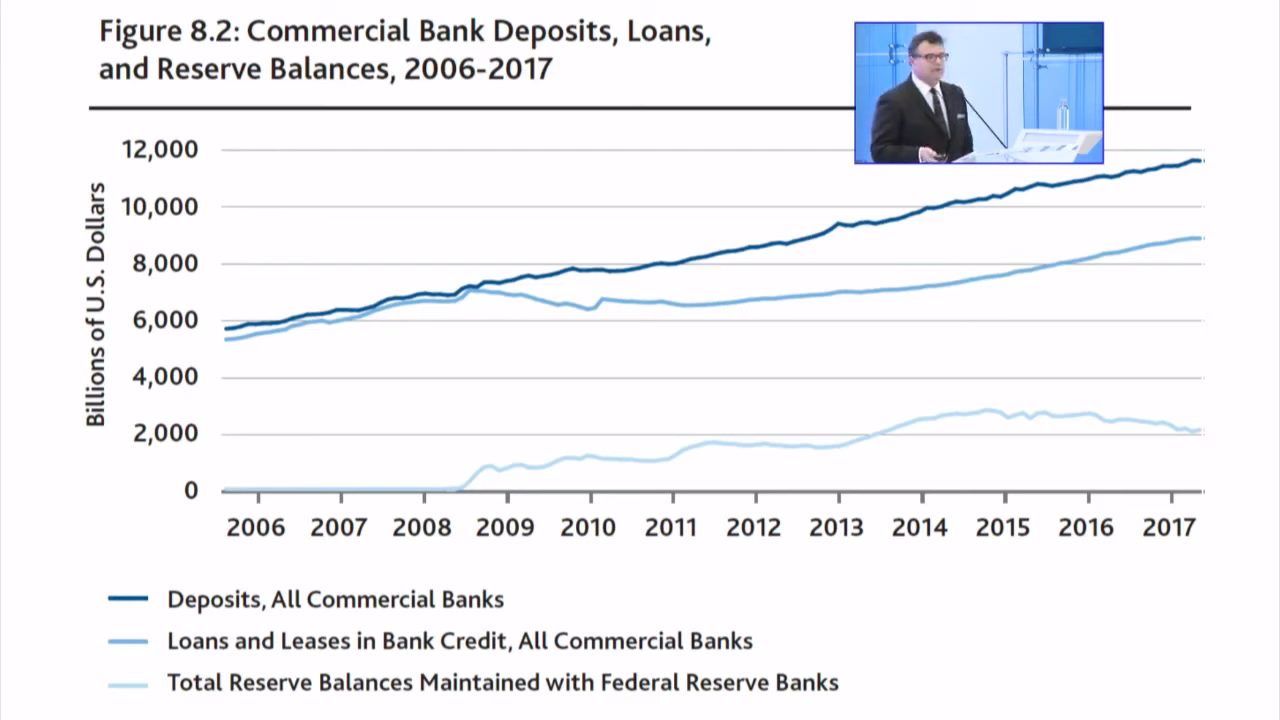 Figure 8.2: Commercial Bank Deposits, Loans,
and Reserve Balances, 2006-2017
Billions of U.S. Dollars
12,000
10,000
8,000
6,000
4,000
2,000
0
2006 2007 2008 2009 2010 2011 2012 2013 2014 2015 2016 2017
Deposits, All Commercial Banks
Loans and Leases in Bank Credit, All Commercial Banks
Total Reserve Balances Maintained with Federal Reserve Banks